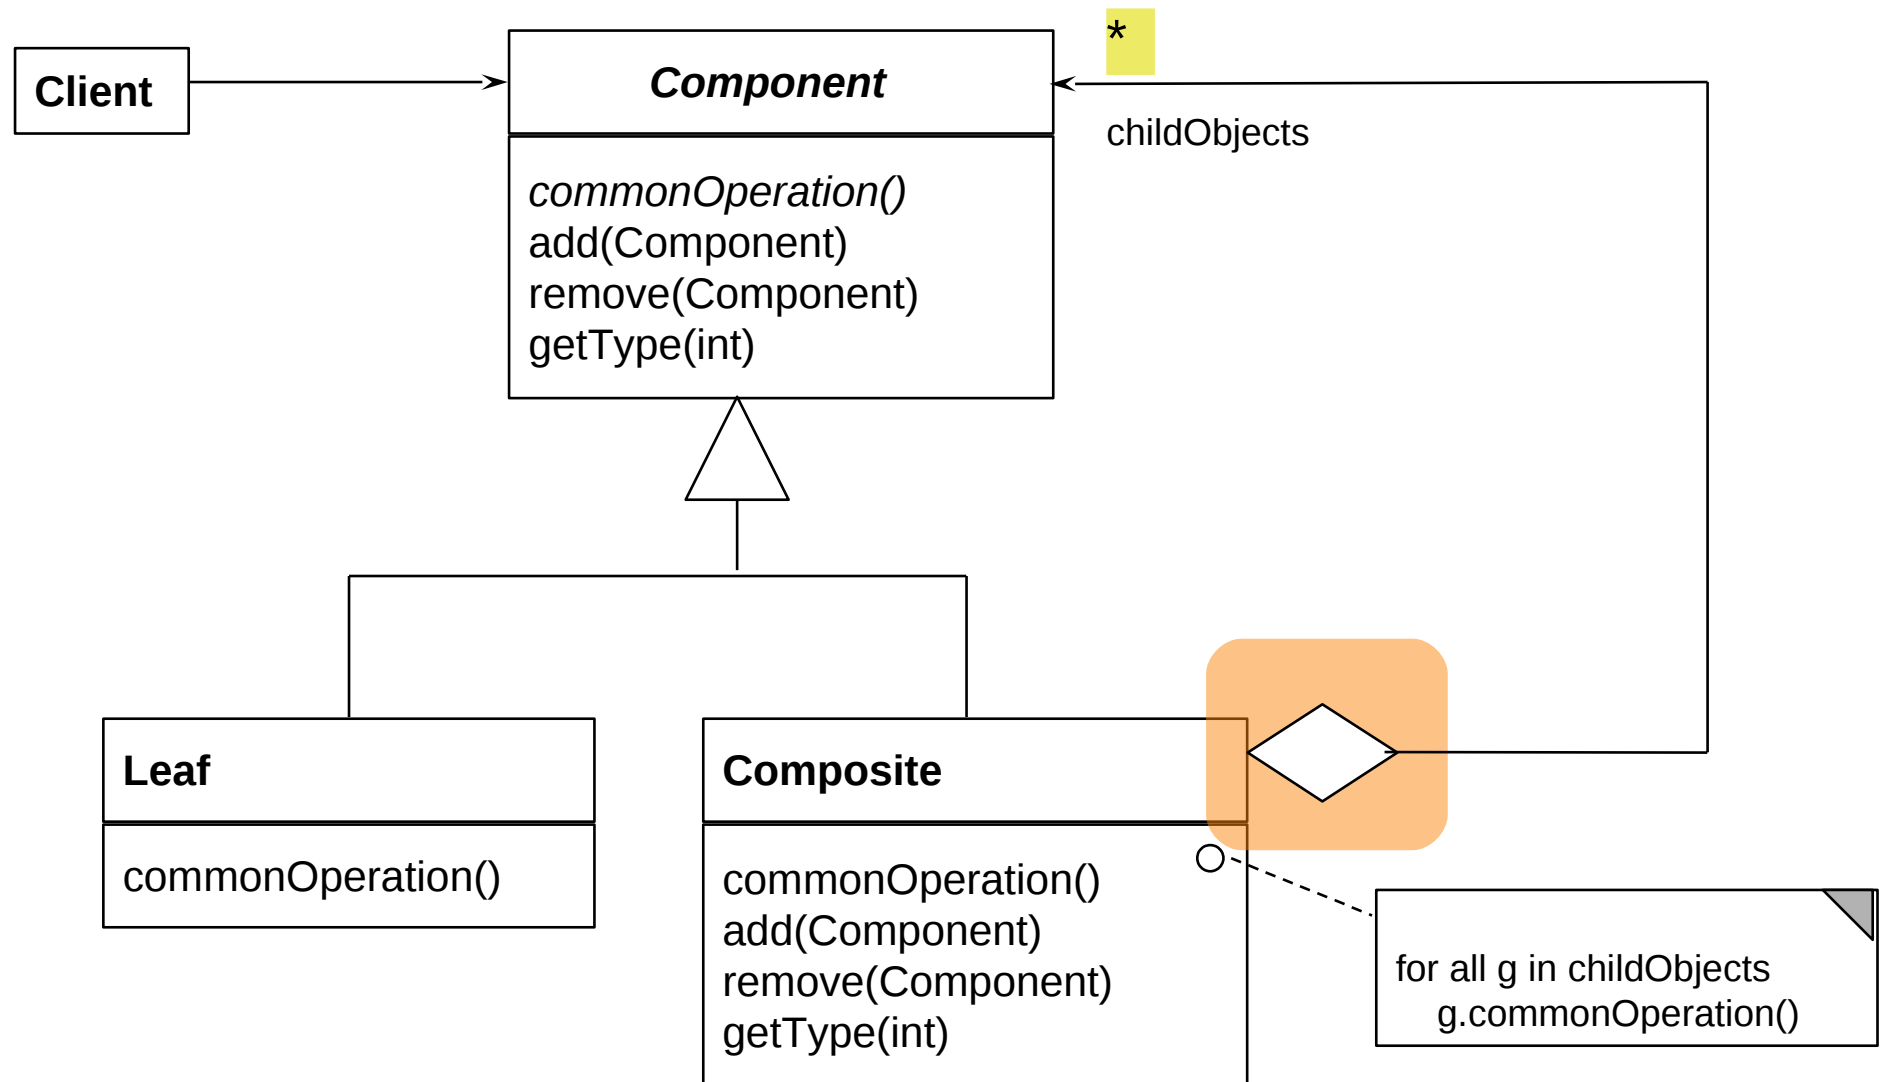 Client
Component
*
childObjects
commonOperation()
add(Component)
remove(Component)
getType(int)
Leaf
commonOperation()
Composite
commonOperation()
add(Component)
remove(Component)
getType(int)
for all g in childObjects
g.commonOperation()